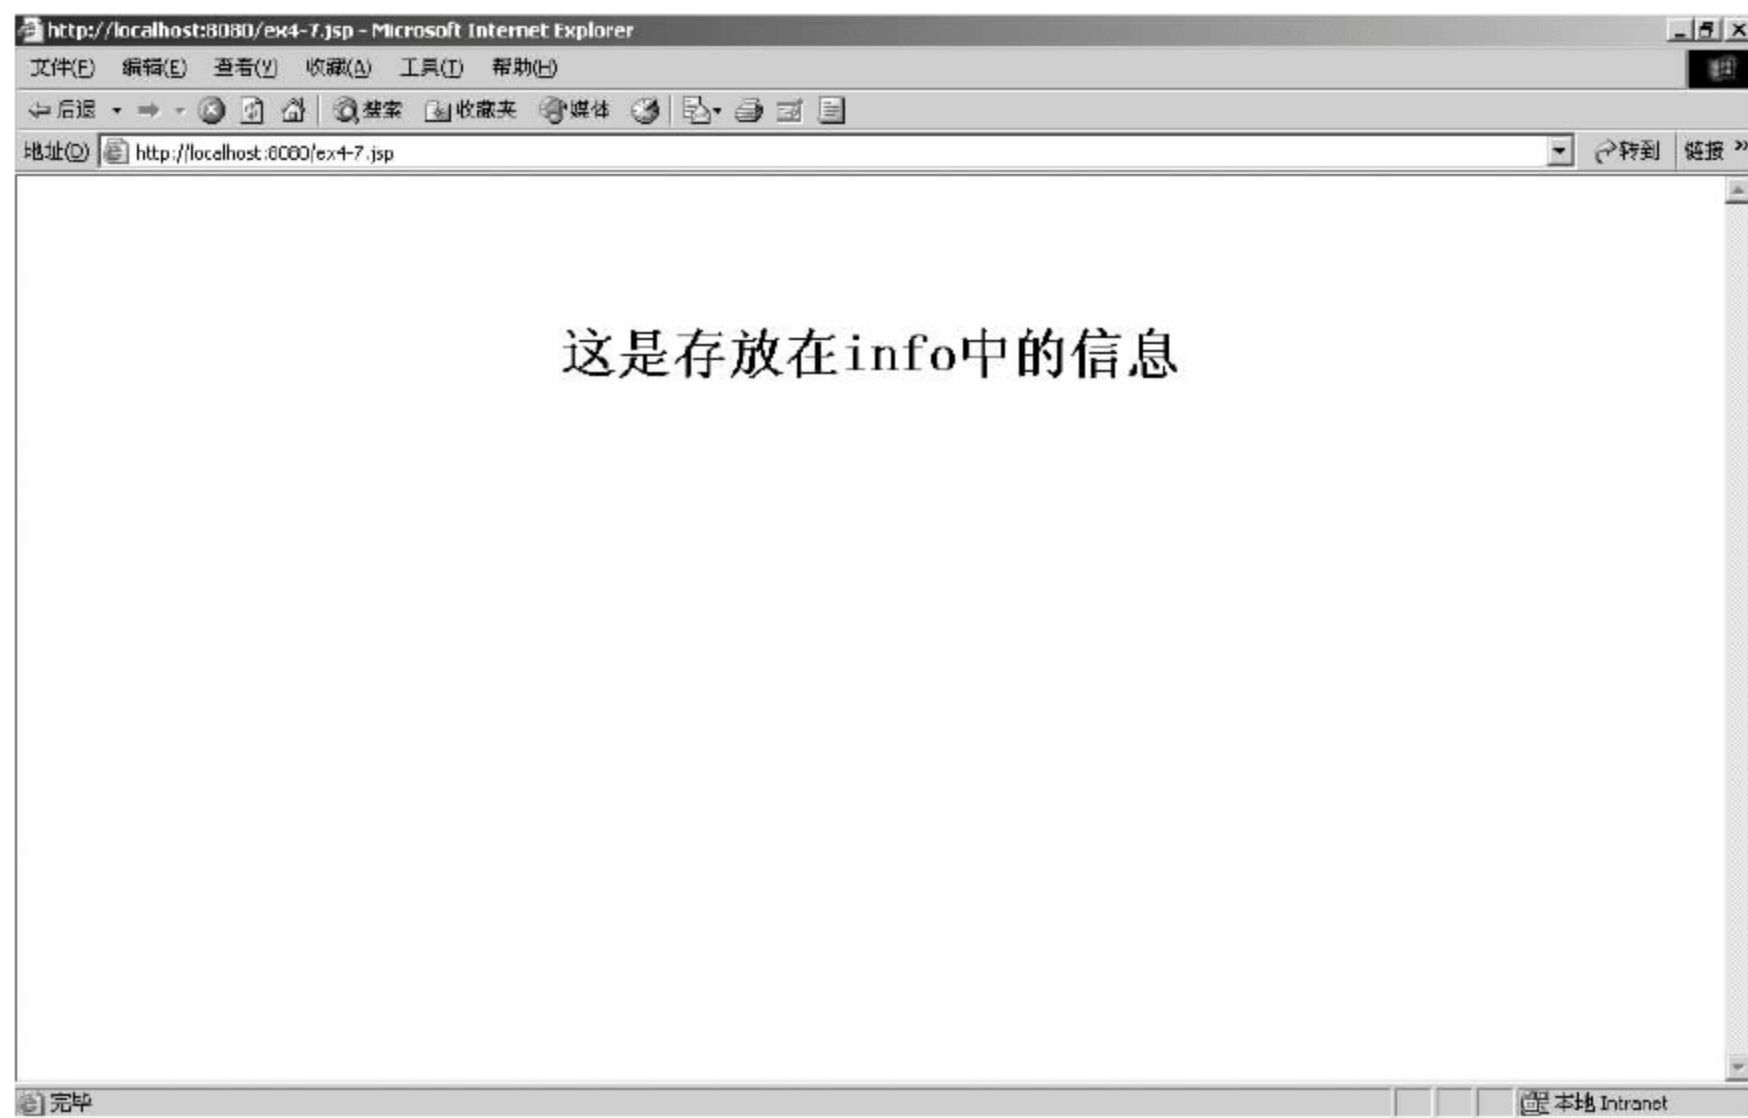 http://localhost:8080/ex4-7.jsp - Microsoft Internet Explorer
文件(F) 编辑(E) 查看(V) 收藏(A) 工具(T) 帮助(H)
后退 搜索 收藏夹 媒体
地址(D) http://localhost:8080/ex4-7.jsp 转到 链接 »
这是存放在info中的信息
完毕 本地 Intranet